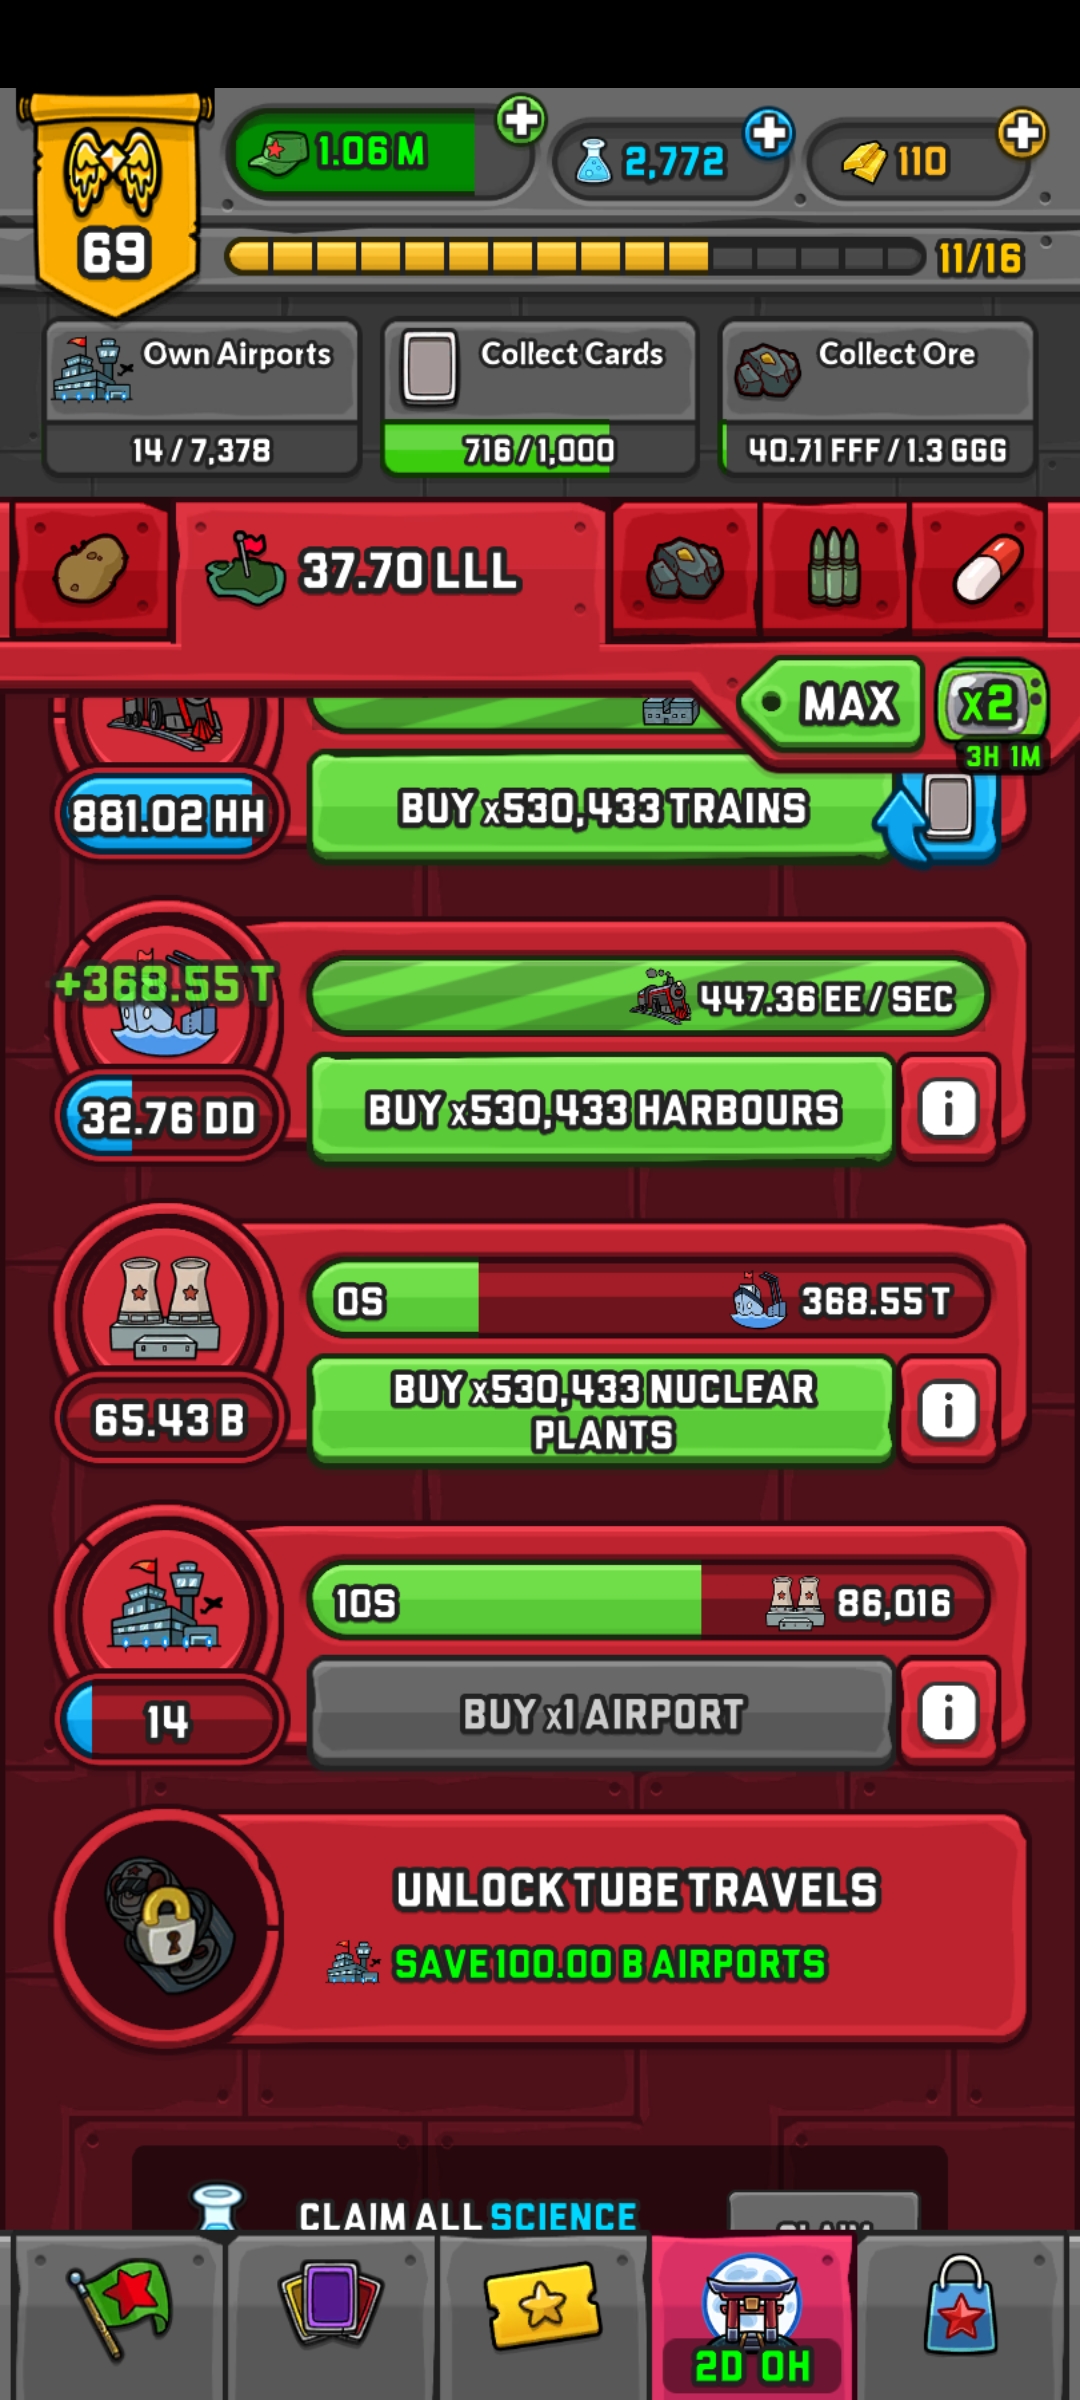 1.06 M
2,772
110
69
11/16
Own Airports
14 / 7,378
Collect Cards
716 / 1,000
Collect Ore
40.71 FFF / 1.3 GGG
37.70 LLL
MAX
x2
3H 1M
881.02 HH
BUY x530,433 TRAINS
+368.55 T
447.36 EE / SEC
32.76 DD
BUY x530,433 HARBOURS
i
0S
368.55 T
65.43 B
BUY x530,433 NUCLEAR
PLANTS
i
10S
86,016
14
BUY x1 AIRPORT
i
UNLOCK TUBE TRAVELS
SAVE 100.00 B AIRPORTS
CLAIM ALL SCIENCE
CLAIM
2D 0H